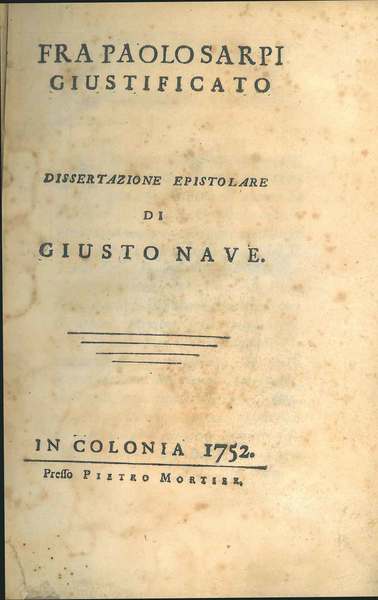 FRA PAOLO SARPI
GIUSTIFICATO
DISSERTAZIONE EPISTOLARE
DI
GIUSTO NAVE.
IN COLONIA 1752.
Preſſo PIETRO MORTIER.